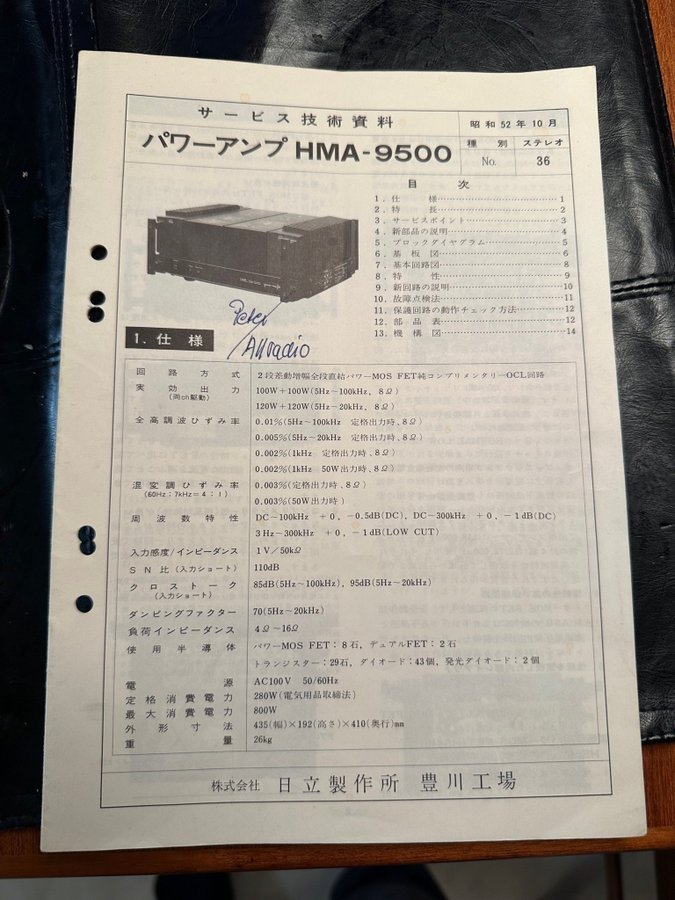 サービス技術資料
昭和52年10月
パワーアンプ HMA-9500
種別 ステレオ
No. 36
目次
1. 仕様……1
2. 特長……2
3. サービスポイント……3
4. 新部品の説明……4
5. ブロックダイヤグラム……5
6. 基板図……6
7. 基本回路図……8
8. 特性……9
9. 新回路の説明……10
10. 故障点検法……11
11. 保護回路の動作チェック方法……12
12. 部品表……12
13. 機構図……14
Peter
/Allradio
1. 仕様
回路方式 2段差動増幅全段直結パワーMOS FET純コンプリメンタリーOCL回路
実効出力 100W+100W(5Hz~100kHz、8Ω)
(両ch駆動)
120W+120W(5Hz~20kHz、8Ω)
全高調波ひずみ率 0.01%(5Hz~100kHz 定格出力時、8Ω)
0.005%(5Hz~20kHz 定格出力時、8Ω)
0.002%(1kHz 定格出力時、8Ω)
0.002%(1kHz 50W出力時、8Ω)
混変調ひずみ率 0.003%(定格出力時、8Ω)
(60Hz:7kHz=4:1)
0.003%(50W出力時)
周波数特性 DC~100kHz +0, -0.5dB(DC), DC~300kHz +0, -1dB(DC)
3Hz~300kHz +0, -1dB(LOW CUT)
入力感度/インピーダンス 1V/50kΩ
SN比(入力ショート) 110dB
クロストーク 85dB(5Hz~100kHz), 95dB(5Hz~20kHz)
(入力ショート)
ダンピングファクター 70(5Hz~20kHz)
負荷インピーダンス 4Ω~16Ω
使用半導体 パワーMOS FET:8石, デュアルFET:2石
トランジスター:29石, ダイオード:43個, 発光ダイオード:2個
電源 AC100V 50/60Hz
定格消費電力 280W(電気用品取締法)
最大消費電力 800W
外形寸法 435(幅)×192(高さ)×410(奥行)mm
重量 26kg
株式会社 日立製作所 豊川工場